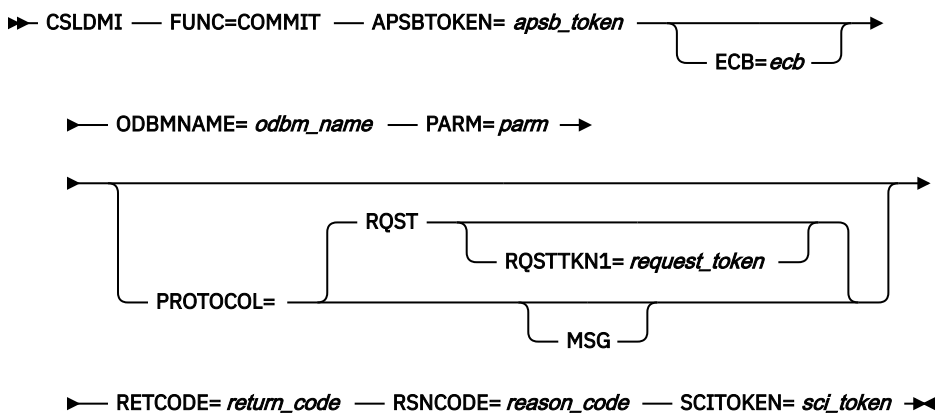 CSLDMI FUNC=COMMIT APSBTOKEN= apsb_token
ECB=ecb
ODBMNAME= odbm_name PARM=parm
RQST
RQSTTKN1= request_token
PROTOCOL=
MSG
RETCODE= return_code RSNCODE= reason_code SCITOKEN= sci_token